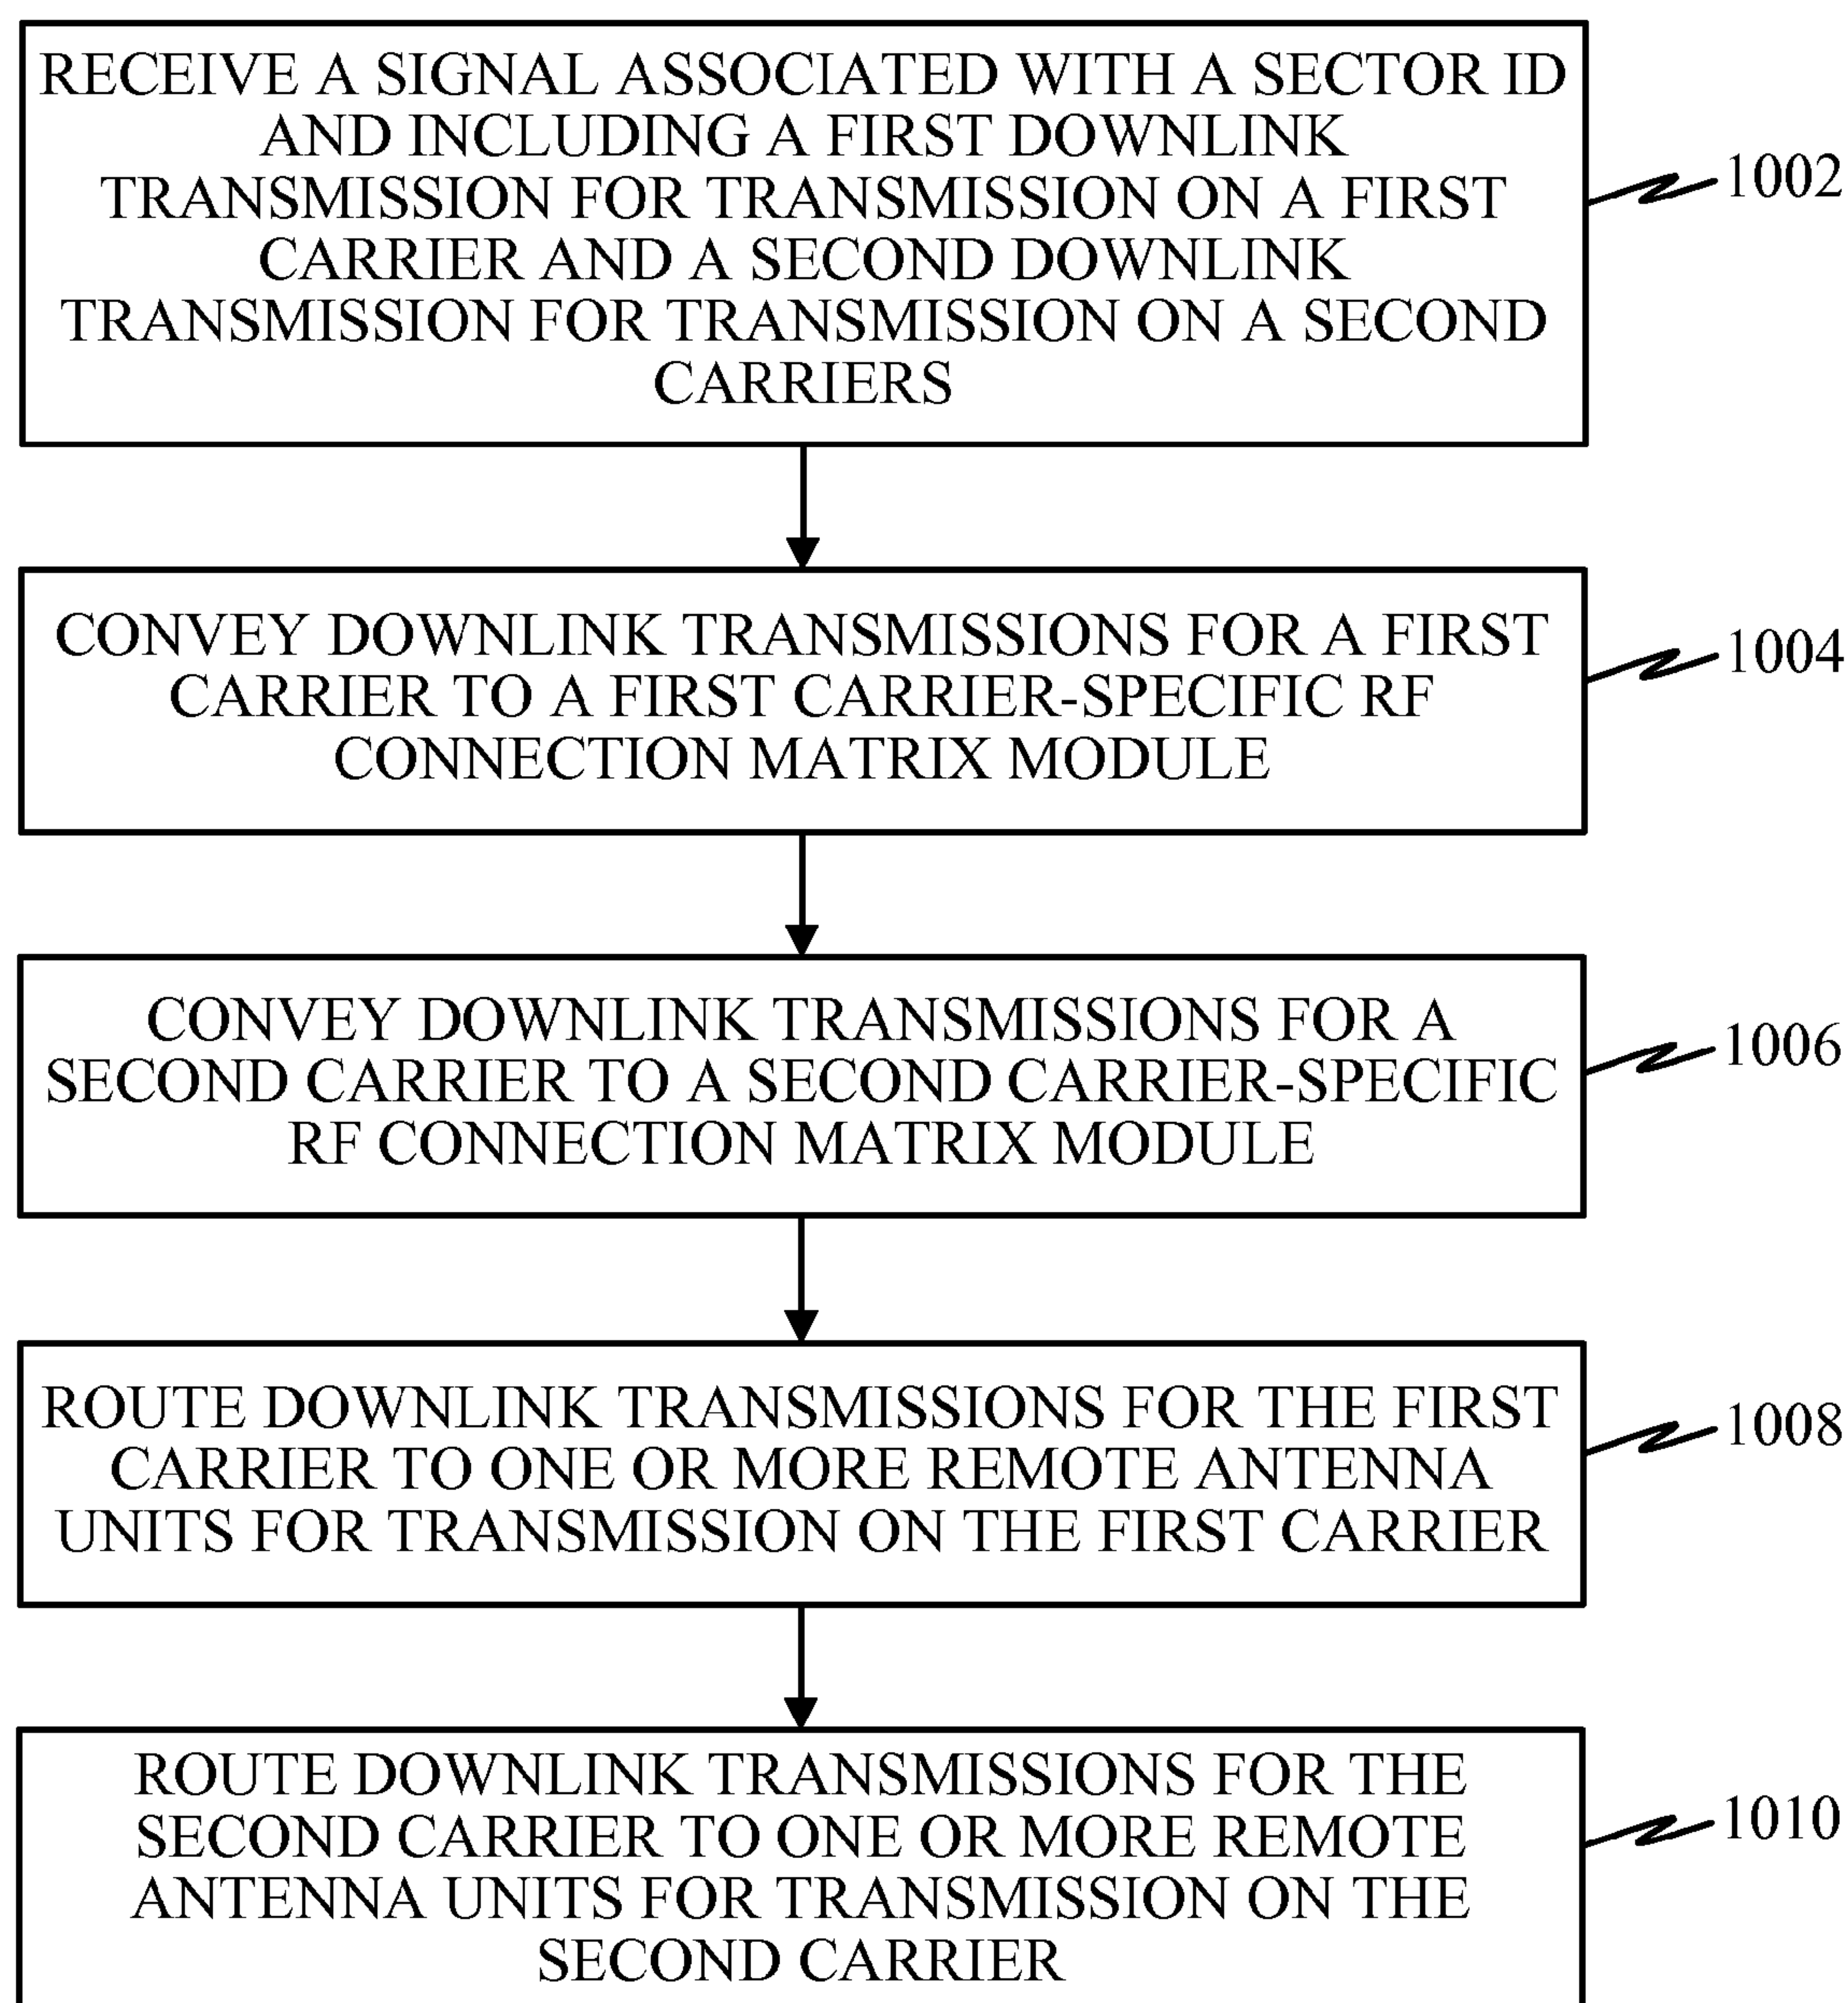 RECEIVE A SIGNAL ASSOCIATED WITH A SECTOR ID
AND INCLUDING A FIRST DOWNLINK
TRANSMISSION FOR TRANSMISSION ON A FIRST
CARRIER AND A SECOND DOWNLINK
TRANSMISSION FOR TRANSMISSION ON A SECOND
CARRIERS
1002
CONVEY DOWNLINK TRANSMISSIONS FOR A FIRST
CARRIER TO A FIRST CARRIER-SPECIFIC RF
CONNECTION MATRIX MODULE
1004
CONVEY DOWNLINK TRANSMISSIONS FOR A
SECOND CARRIER TO A SECOND CARRIER-SPECIFIC
RF CONNECTION MATRIX MODULE
1006
ROUTE DOWNLINK TRANSMISSIONS FOR THE FIRST
CARRIER TO ONE OR MORE REMOTE ANTENNA
UNITS FOR TRANSMISSION ON THE FIRST CARRIER
1008
ROUTE DOWNLINK TRANSMISSIONS FOR THE
SECOND CARRIER TO ONE OR MORE REMOTE
ANTENNA UNITS FOR TRANSMISSION ON THE
SECOND CARRIER
1010